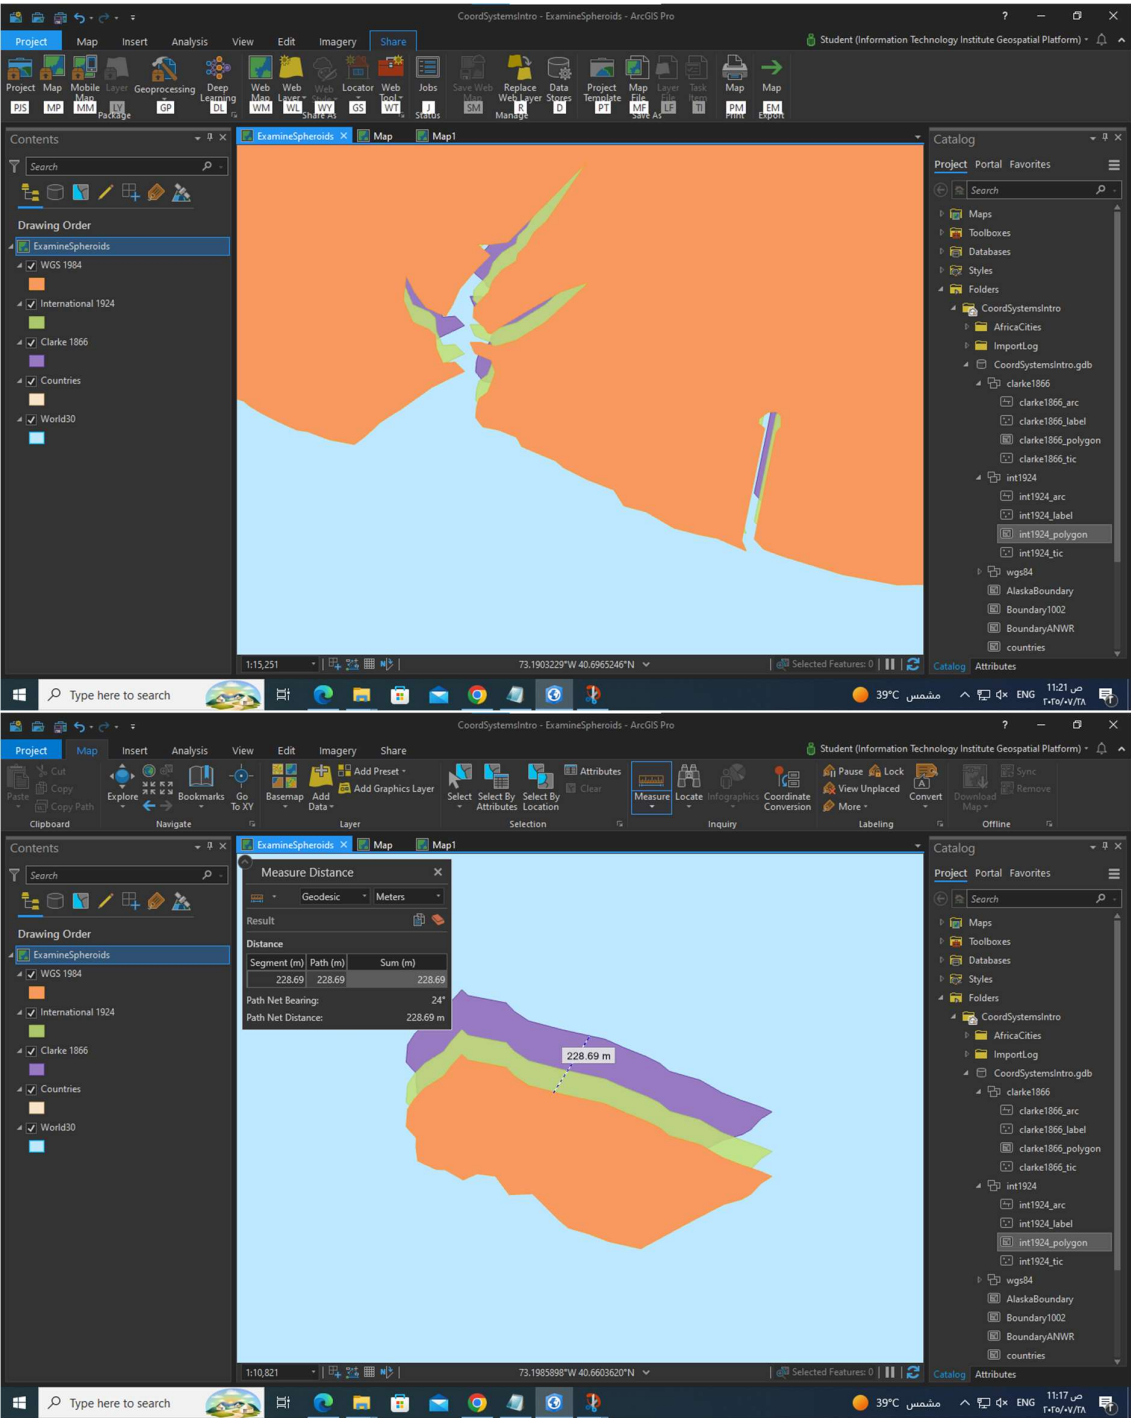 CoordSystemsIntro - ExamineSpheroids - ArcGIS Pro
?
Project Map Insert Analysis View Edit Imagery Share
Student (Information Technology Institute Geospatial Platform)
Project Map Mobile Map Layer Geoprocessing Deep Learning Web Map Web Layer Web Locator Web Tool Jobs Save Web Map Replace Web Layer Data Stores Project Template Map File Layer File Task Item Map Map
PJS MP MM LY GP DL WM WL WY GS WT J SM R D PT MF LF TI PM EM
Package Share As Status Manage Save As Print Export
Contents
ExamineSpheroids Map Map1
Catalog
Search
Project Portal Favorites
Search
Drawing Order
ExamineSpheroids
WGS 1984
International 1924
Clarke 1866
Countries
World30
Maps
Toolboxes
Databases
Styles
Folders
CoordSystemsIntro
AfricaCities
ImportLog
CoordSystemsIntro.gdb
clarke1866
clarke1866_arc
clarke1866_label
clarke1866_polygon
clarke1866_tic
int1924
int1924_arc
int1924_label
int1924_polygon
int1924_tic
wgs84
AlaskaBoundary
Boundary1002
BoundaryANWR
countries
1:15,251
73.1903229°W 40.6965246°N
Selected Features: 0
Catalog Attributes
Type here to search
39°C مشمس
ENG
11:21 ص
٢٠٢٥/٠٧/٢٨
CoordSystemsIntro - ExamineSpheroids - ArcGIS Pro
?
Project Map Insert Analysis View Edit Imagery Share
Student (Information Technology Institute Geospatial Platform)
Paste
Cut
Copy
Copy Path
Explore Bookmarks Go To XY
Basemap Add Data
Add Preset
Add Graphics Layer
Select Select By Attributes Select By Location
Attributes
Clear
Measure Locate Infographics Coordinate Conversion
Pause Lock
View Unplaced
More
Convert
Download Map
Sync
Remove
Clipboard Navigate Layer Selection Inquiry Labeling Offline
Contents
ExamineSpheroids Map Map1
Catalog
Search
Project Portal Favorites
Search
Drawing Order
ExamineSpheroids
WGS 1984
International 1924
Clarke 1866
Countries
World30
Measure Distance
Geodesic Meters
Result
Distance
Segment (m) Path (m) Sum (m)
228.69 228.69 228.69
Path Net Bearing: 24°
Path Net Distance: 228.69 m
228.69 m
Maps
Toolboxes
Databases
Styles
Folders
CoordSystemsIntro
AfricaCities
ImportLog
CoordSystemsIntro.gdb
clarke1866
clarke1866_arc
clarke1866_label
clarke1866_polygon
clarke1866_tic
int1924
int1924_arc
int1924_label
int1924_polygon
int1924_tic
wgs84
AlaskaBoundary
Boundary1002
BoundaryANWR
countries
1:10,821
73.1985898°W 40.6603620°N
Selected Features: 0
Catalog Attributes
Type here to search
39°C مشمس
ENG
11:17 ص
٢٠٢٥/٠٧/٢٨